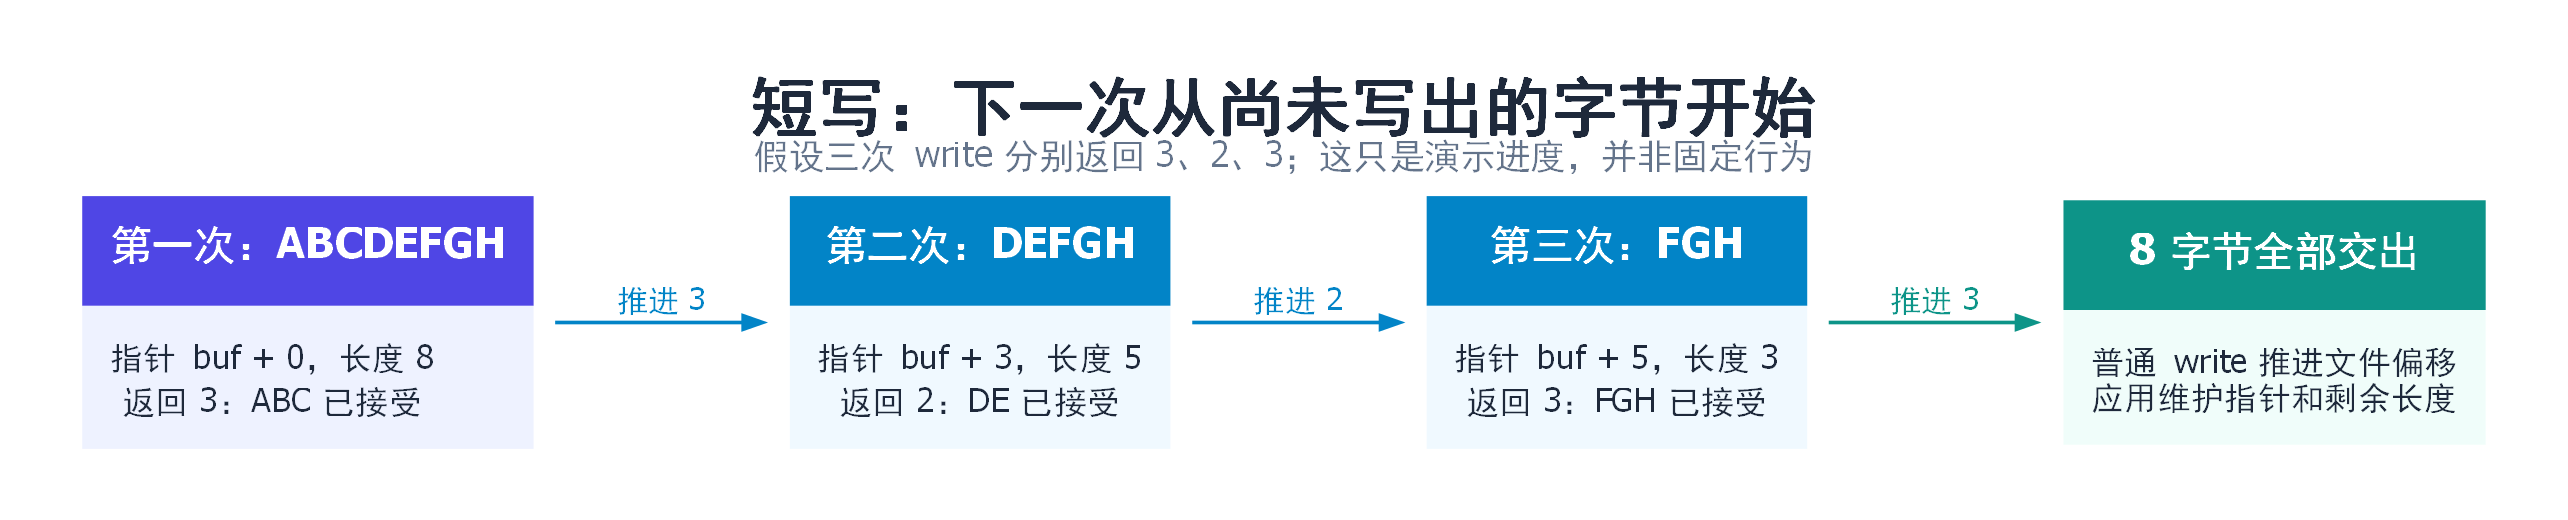 短写：下一次从尚未写出的字节开始
假设三次 write 分别返回 3、2、3；这只是演示进度，并非固定行为
第一次：ABCDEFGH
指针 buf + 0，长度 8
返回 3：ABC 已接受
推进 3
第二次：DEFGH
指针 buf + 3，长度 5
返回 2：DE 已接受
推进 2
第三次：FGH
指针 buf + 5，长度 3
返回 3：FGH 已接受
推进 3
8 字节全部交出
普通 write 推进文件偏移
应用维护指针和剩余长度